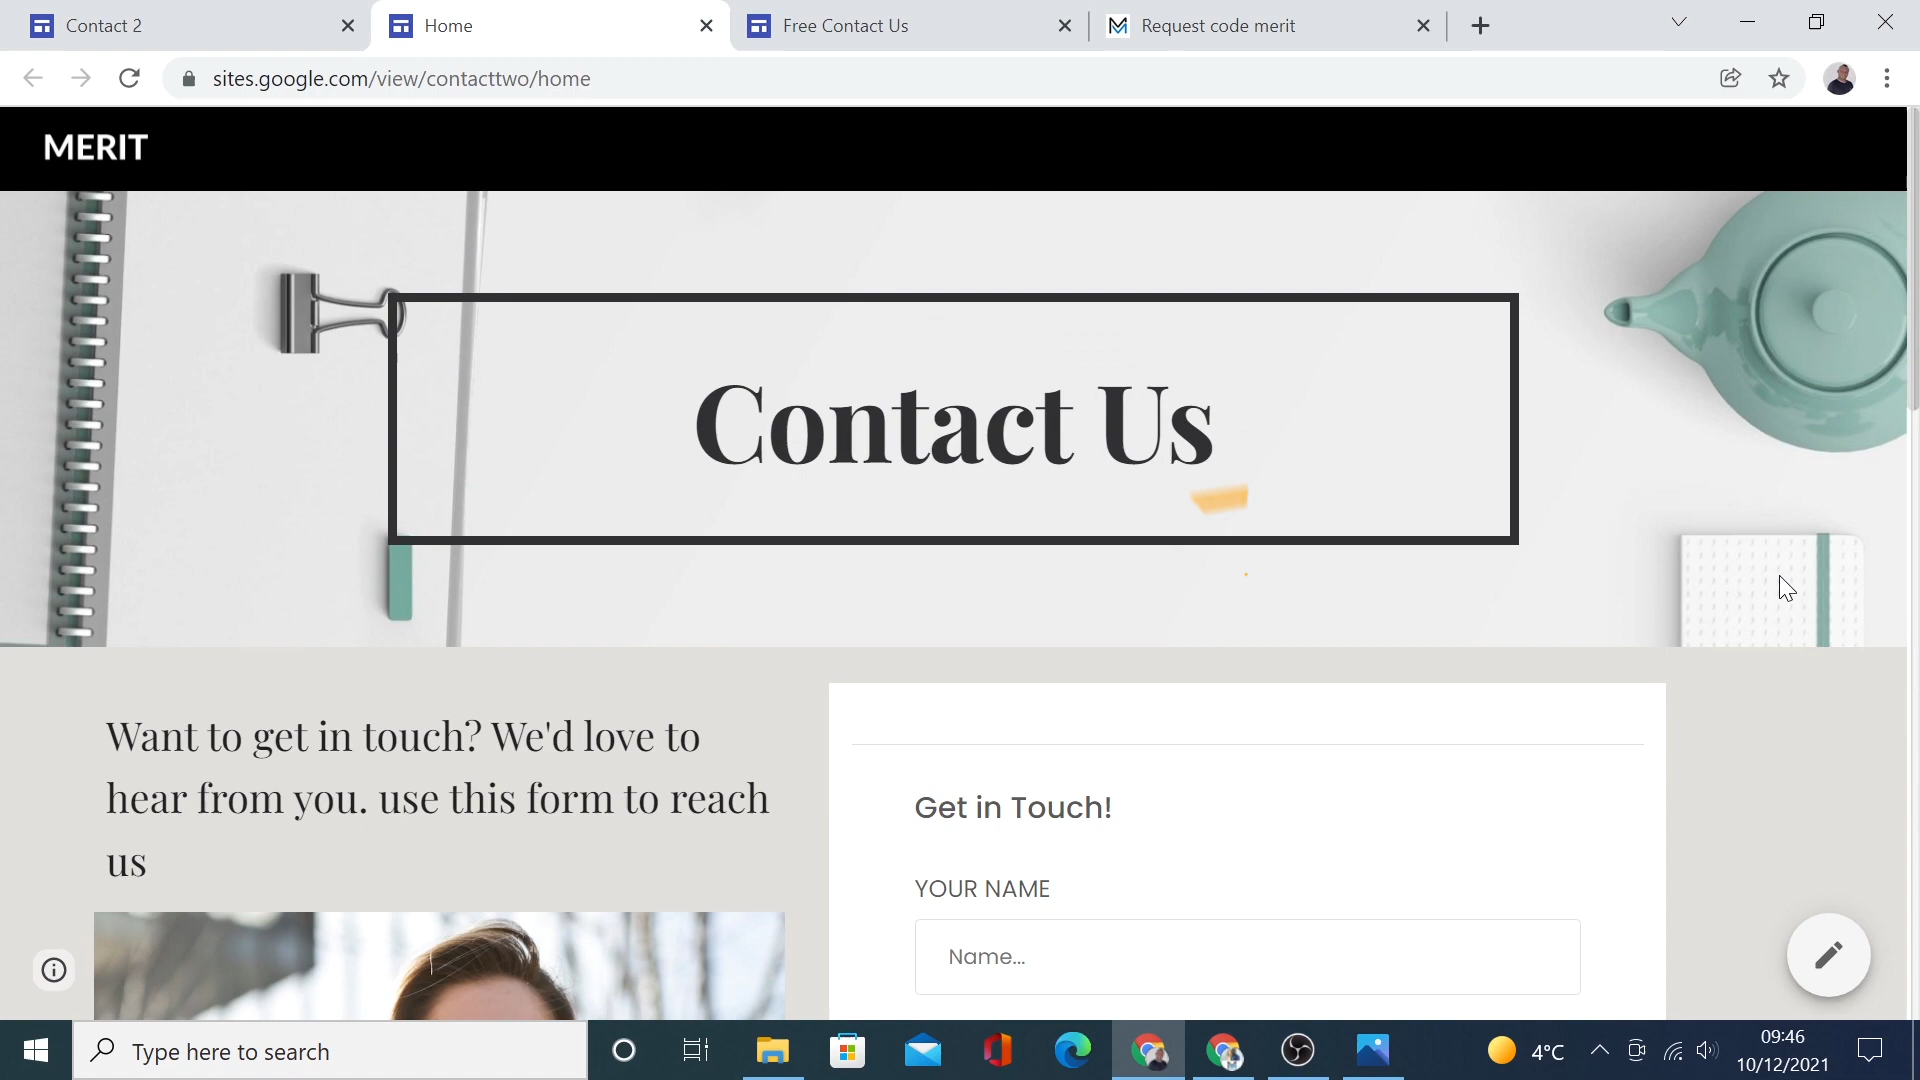 Contact 2
Home
Free Contact Us
Request code merit
sites.google.com/view/contacttwo/home
MERIT
Contact Us
Want to get in touch? We'd love to
hear from you. use this form to reach
us
Get in Touch!
YOUR NAME
Name...
Type here to search
4°C
09:46
10/12/2021